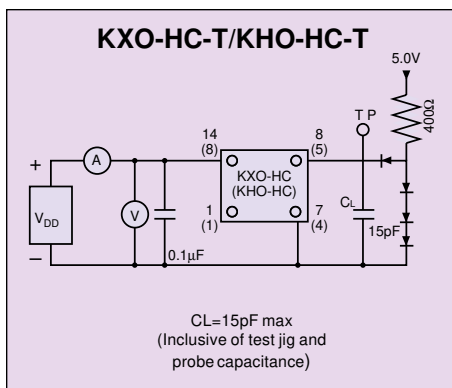 KXO-HC-T/KHO-HC-T
5.0V
400Ω
T P
14
(8)
8
(5)
+
A
KXO-HC
(KHO-HC)
V
VDD
CL
1
(1)
7
(4)
15pF
–
0.1µF
CL=15pF max
(Inclusive of test jig and
probe capacitance)